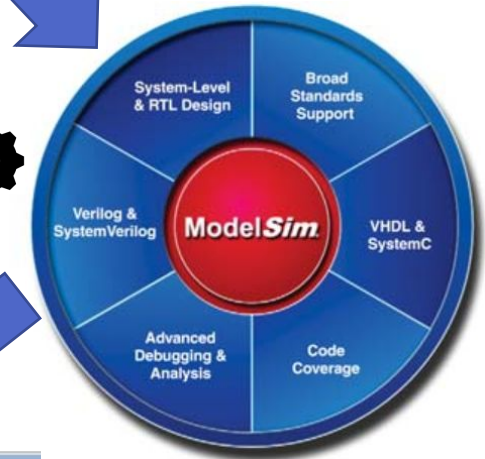 System-Level
& RTL Design
Broad
Standards
Support
Verilog &
SystemVerilog
ModelSim
VHDL &
SystemC
Advanced
Debugging &
Analysis
Code
Coverage